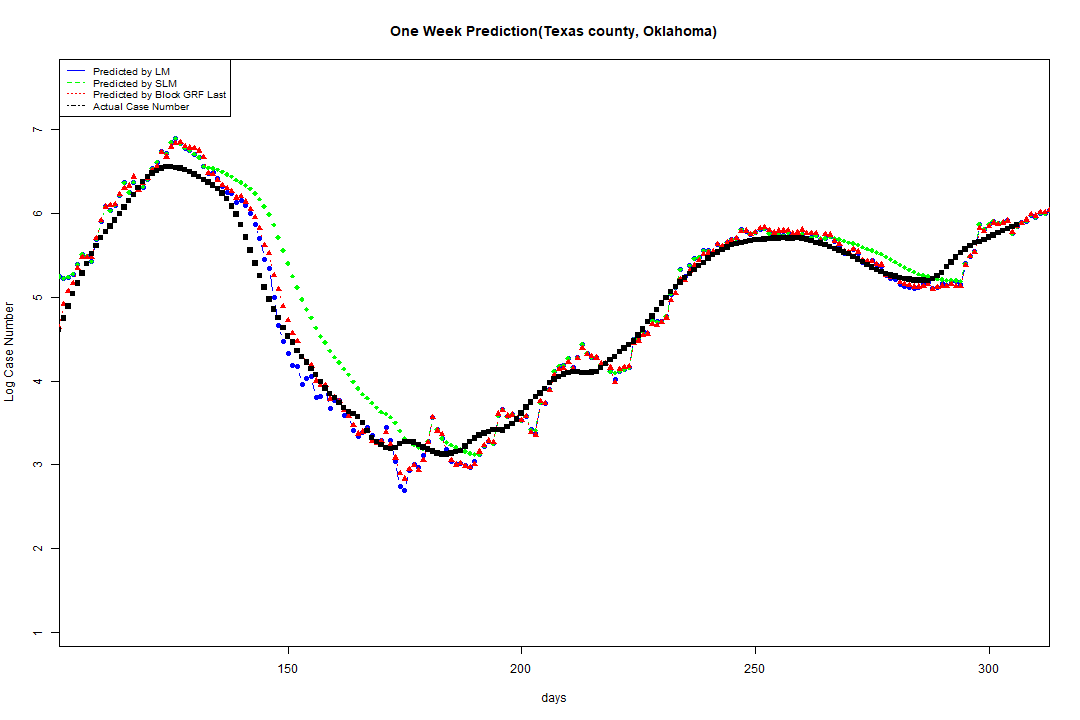 One Week Prediction(Texas county, Oklahoma)
Predicted by LM
Predicted by SLM
Predicted by Block GRF Last
Actual Case Number
7
6
5
4
3
2
1
Log Case Number
150
200
250
300
days